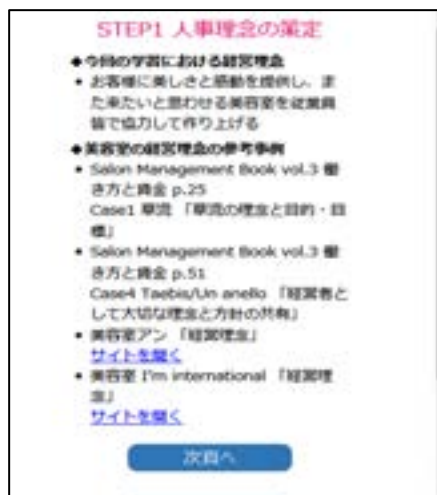 STEP1 人事理念の策定
◆今回の学習における経営理念
• お客様に美しさと感動を提供し、ま
た来たいと思わせる美容室を従業員
皆で協力して作り上げる
◆美容室の経営理念の参考事例
• Salon Management Book vol.3 働
き方と賃金 p.25
Case1 草流 「草流の理念と目的・目
標」
• Salon Management Book vol.3 働
き方と賃金 p.51
Case4 Taebis/Un anello 「経営者と
して大切な理念と方針の共有」
• 美容室アン 「経営理念」
サイトを開く
• 美容室 I'm international 「経営理
念」
サイトを開く
次頁へ